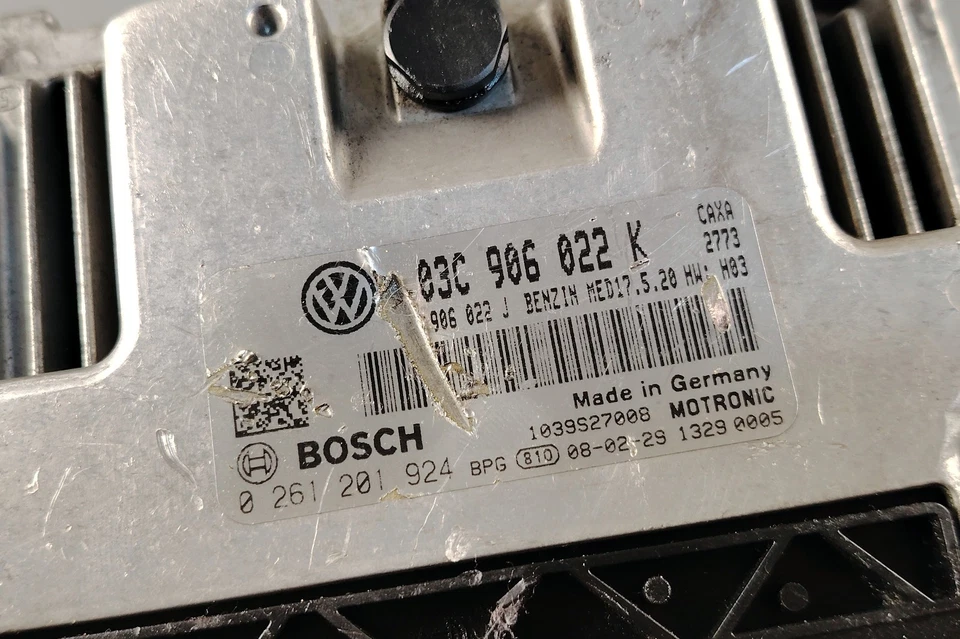 CAXA
2773
03C 906 022 K
906 022 J BENZIN MED17.5.20 HW: H03
Made in Germany
1039S27008 MOTRONIC
BOSCH
0 261 201 924 BPG 810 08-02-29 1329 0005